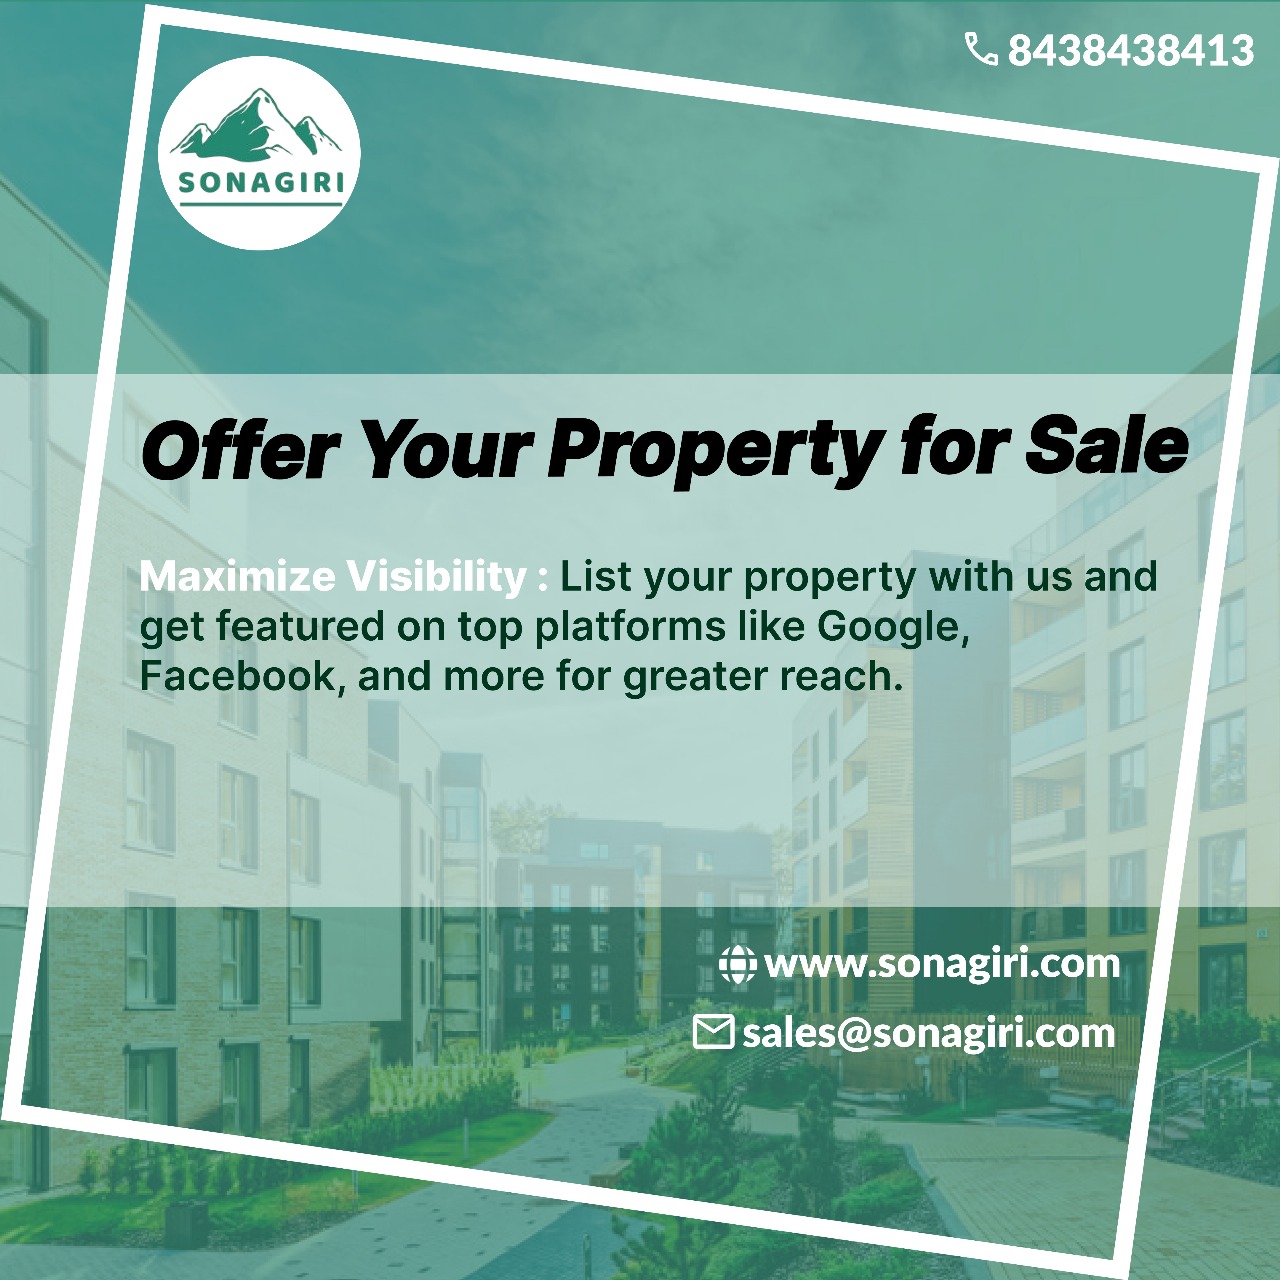 8438438413
SONAGIRI
Offer Your Property for Sale
Maximize Visibility : List your property with us and
get featured on top platforms like Google,
Facebook, and more for greater reach.
www.sonagiri.com
sales@sonagiri.com